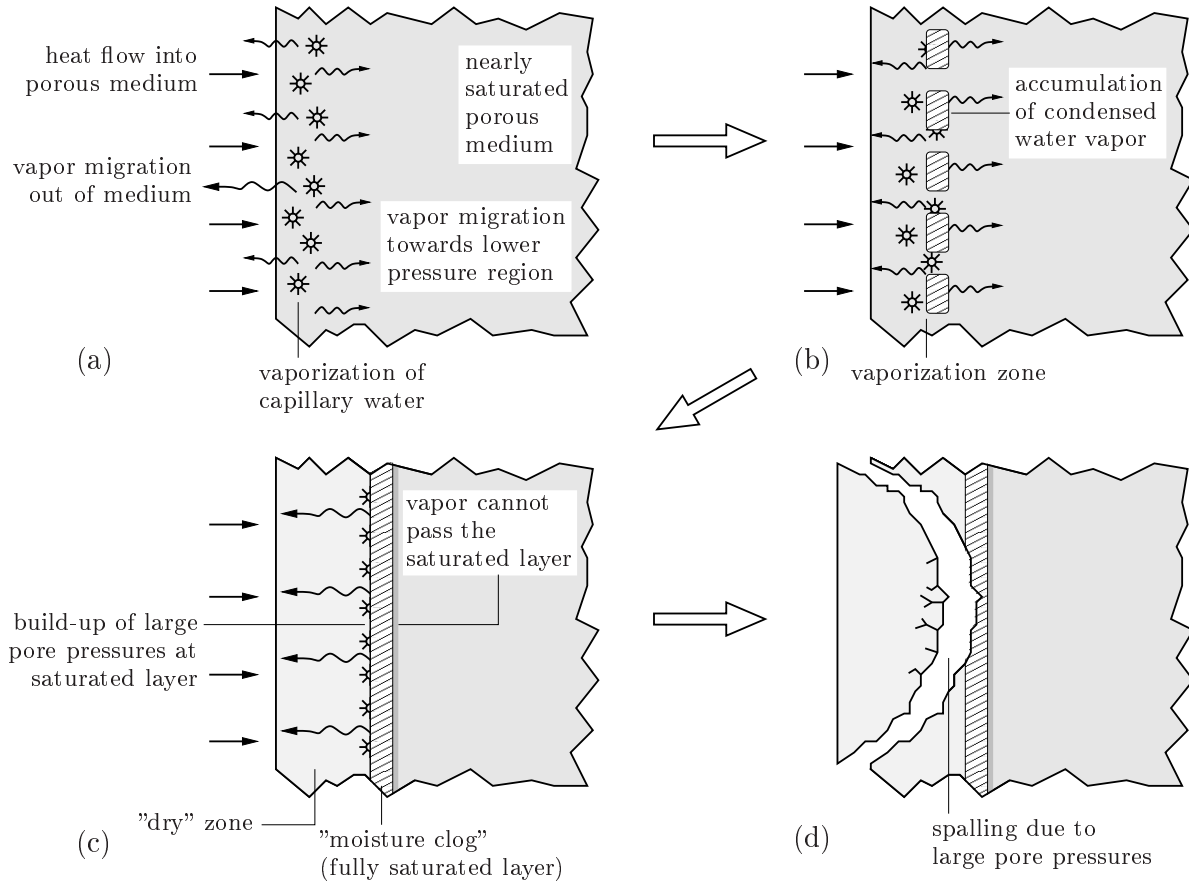 heat flow into
porous medium
vapor migration
out of medium
nearly
saturated
porous
medium
vapor migration
towards lower
pressure region
(a)
vaporization of
capillary water
accumulation
of condensed
water vapor
(b)
vaporization zone
vapor cannot
pass the
saturated layer
build-up of large
pore pressures at
saturated layer
”dry” zone
(c)
”moisture clog”
(fully saturated layer)
(d)
spalling due to
large pore pressures